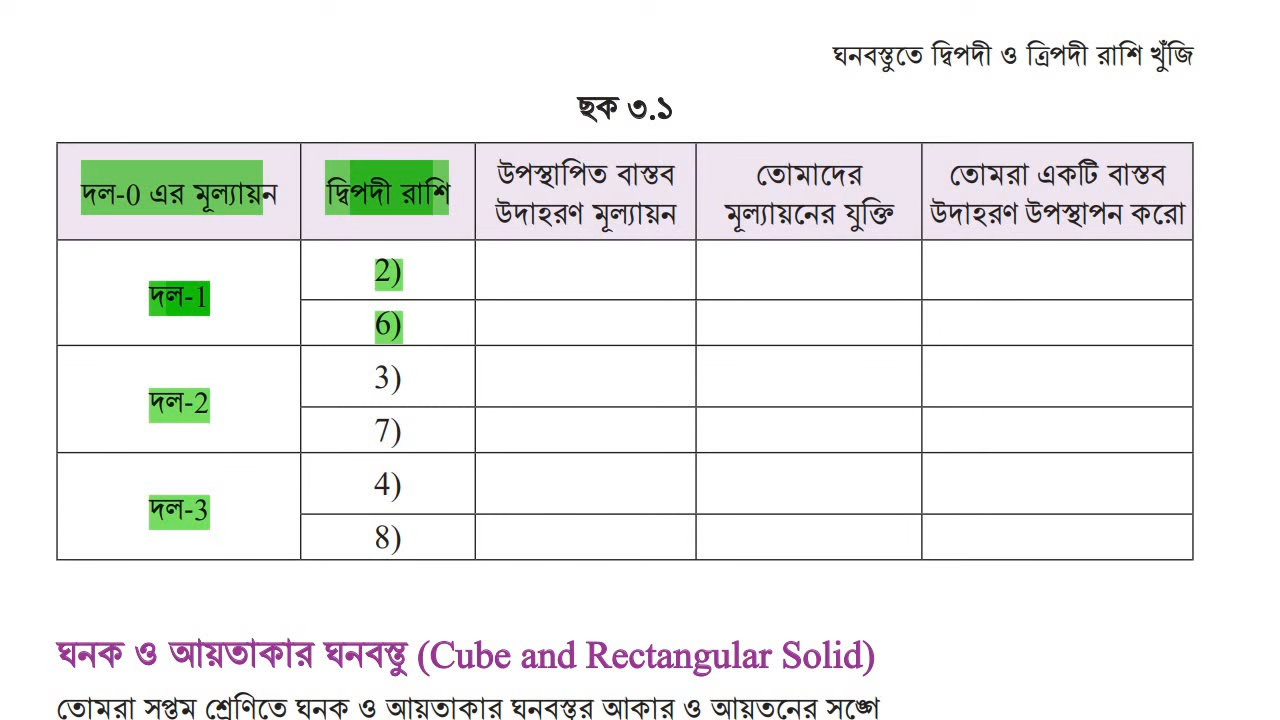 ঘনবস্তুতে দ্বিপদী ও ত্রিপদী রাশি খুঁজি
ছক ৩.১
দল-0 এর মূল্যায়ন
দ্বিপদী রাশি
উপস্থাপিত বাস্তব
উদাহরণ মূল্যায়ন
তোমাদের
মূল্যায়নের যুক্তি
তোমরা একটি বাস্তব
উদাহরণ উপস্থাপন করো
দল-1
2)
6)
দল-2
3)
7)
দল-3
4)
8)
ঘনক ও আয়তাকার ঘনবস্তু (Cube and Rectangular Solid)
তোমরা সপ্তম শ্রেণিতে ঘনক ও আয়তাকার ঘনবস্তুর আকার ও আয়তনের সঙ্গে